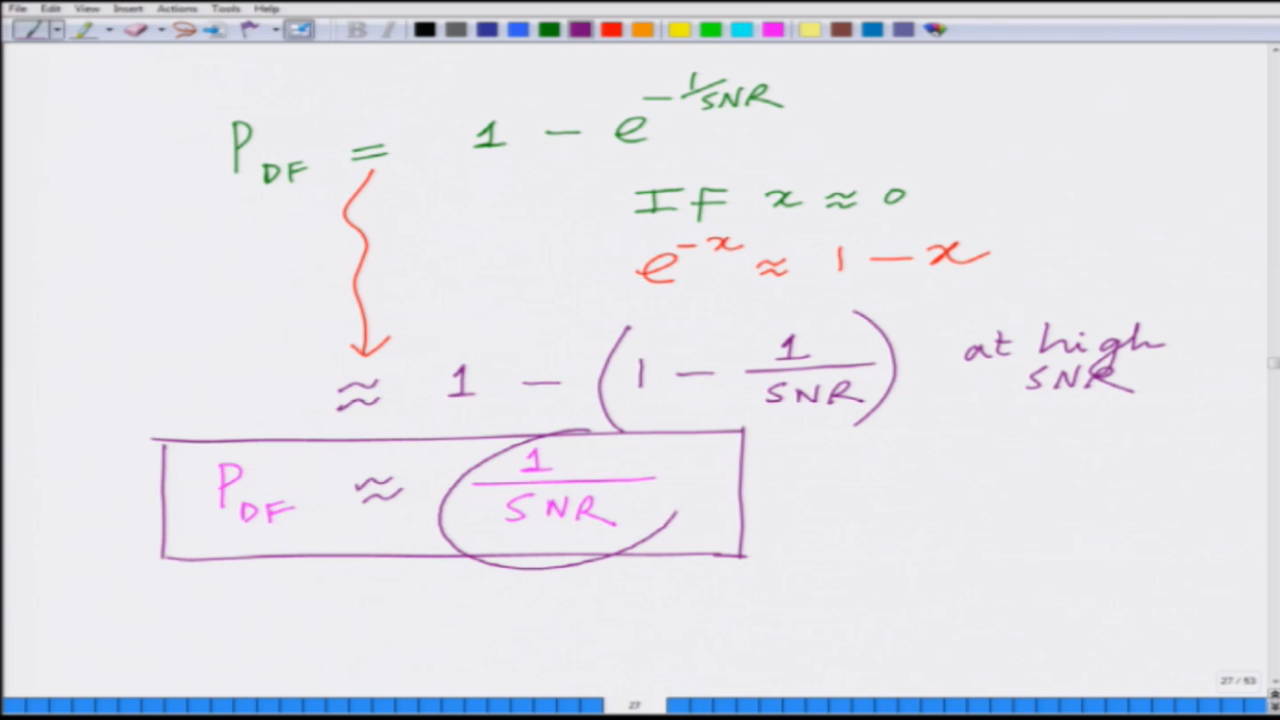 File Edit View Insert Actions Tools Help
B I
P_DF = 1 - e^{-1/SNR}
If x ≈ 0
e^{-x} ≈ 1 - x
≈ 1 - (1 - 1/SNR) at high SNR
P_DF ≈ 1/SNR
27 / 53
27